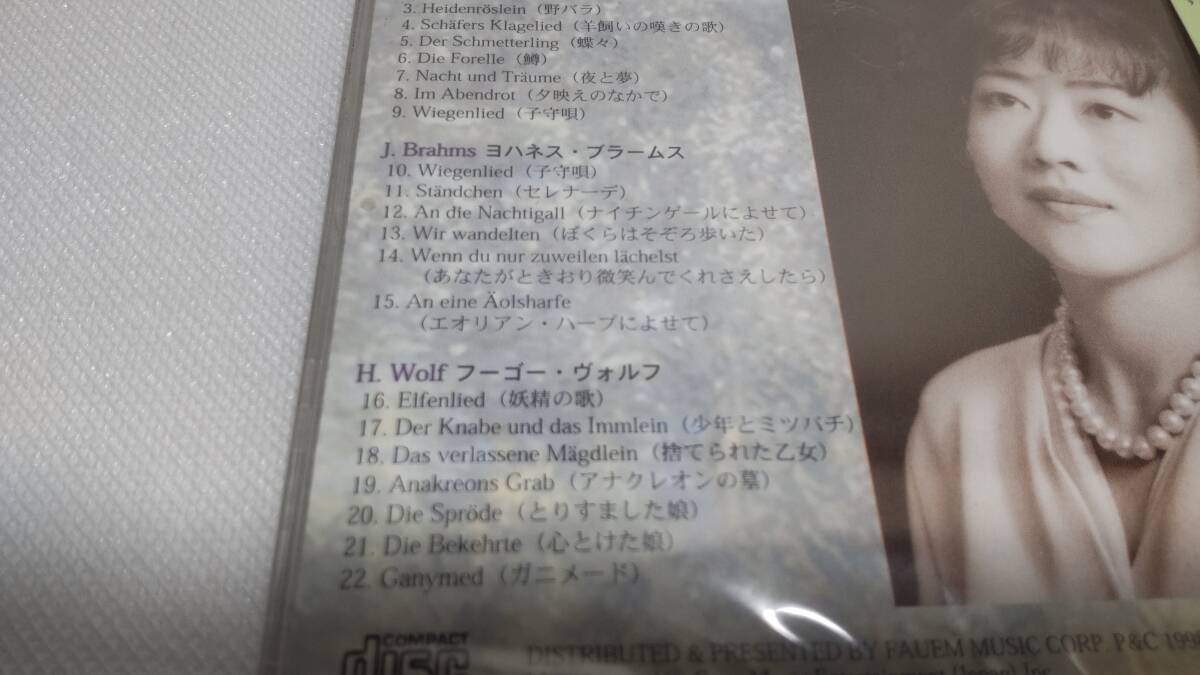 3. Heidenröslein（野バラ）
4. Schäfers Klagelied（羊飼いの嘆きの歌）
5. Der Schmetterling（蝶々）
6. Die Forelle（鱒）
7. Nacht und Träume（夜と夢）
8. Im Abendrot（夕映えのなかで）
9. Wiegenlied（子守唄）
J. Brahms ヨハネス・ブラームス
10. Wiegenlied（子守唄）
11. Ständchen（セレナーデ）
12. An die Nachtigall（ナイチンゲールによせて）
13. Wir wandelten（ぼくらはそぞろ歩いた）
14. Wenn du nur zuweilen lächelst
（あなたがときおり微笑んでくれさえしたら）
15. An eine Äolsharfe
（エオリアン・ハープによせて）
H. Wolf フーゴー・ヴォルフ
16. Elfenlied（妖精の歌）
17. Der Knabe und das Immlein（少年とミツバチ）
18. Das verlassene Mägdlein（捨てられた乙女）
19. Anakreons Grab（アナクレオンの墓）
20. Die Spröde（とりすました娘）
21. Die Bekehrte（心とけた娘）
22. Ganymed（ガニメード）
COMPACT
disc
DISTRIBUTED & PRESENTED BY FAUEM MUSIC CORP. P&C
(Japan) Inc.